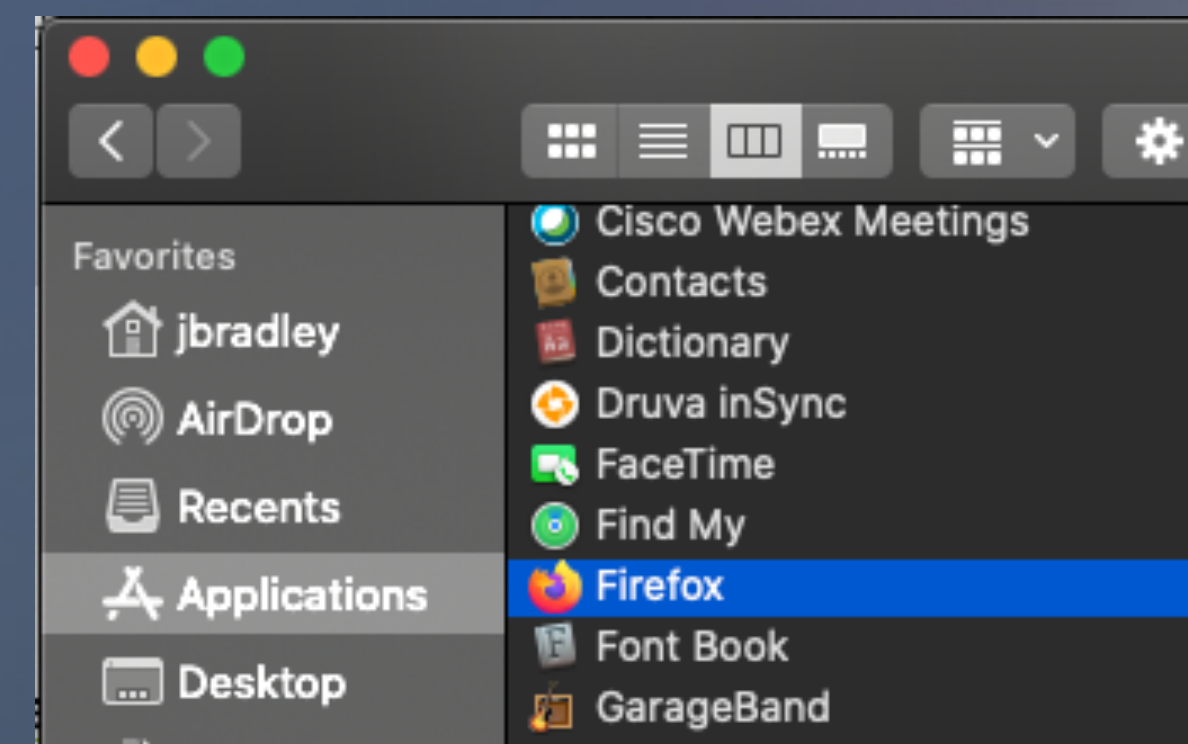 Favorites
jbradley
AirDrop
Recents
Applications
Desktop
Cisco Webex Meetings
Contacts
Dictionary
Druva inSync
FaceTime
Find My
Firefox
Font Book
GarageBand